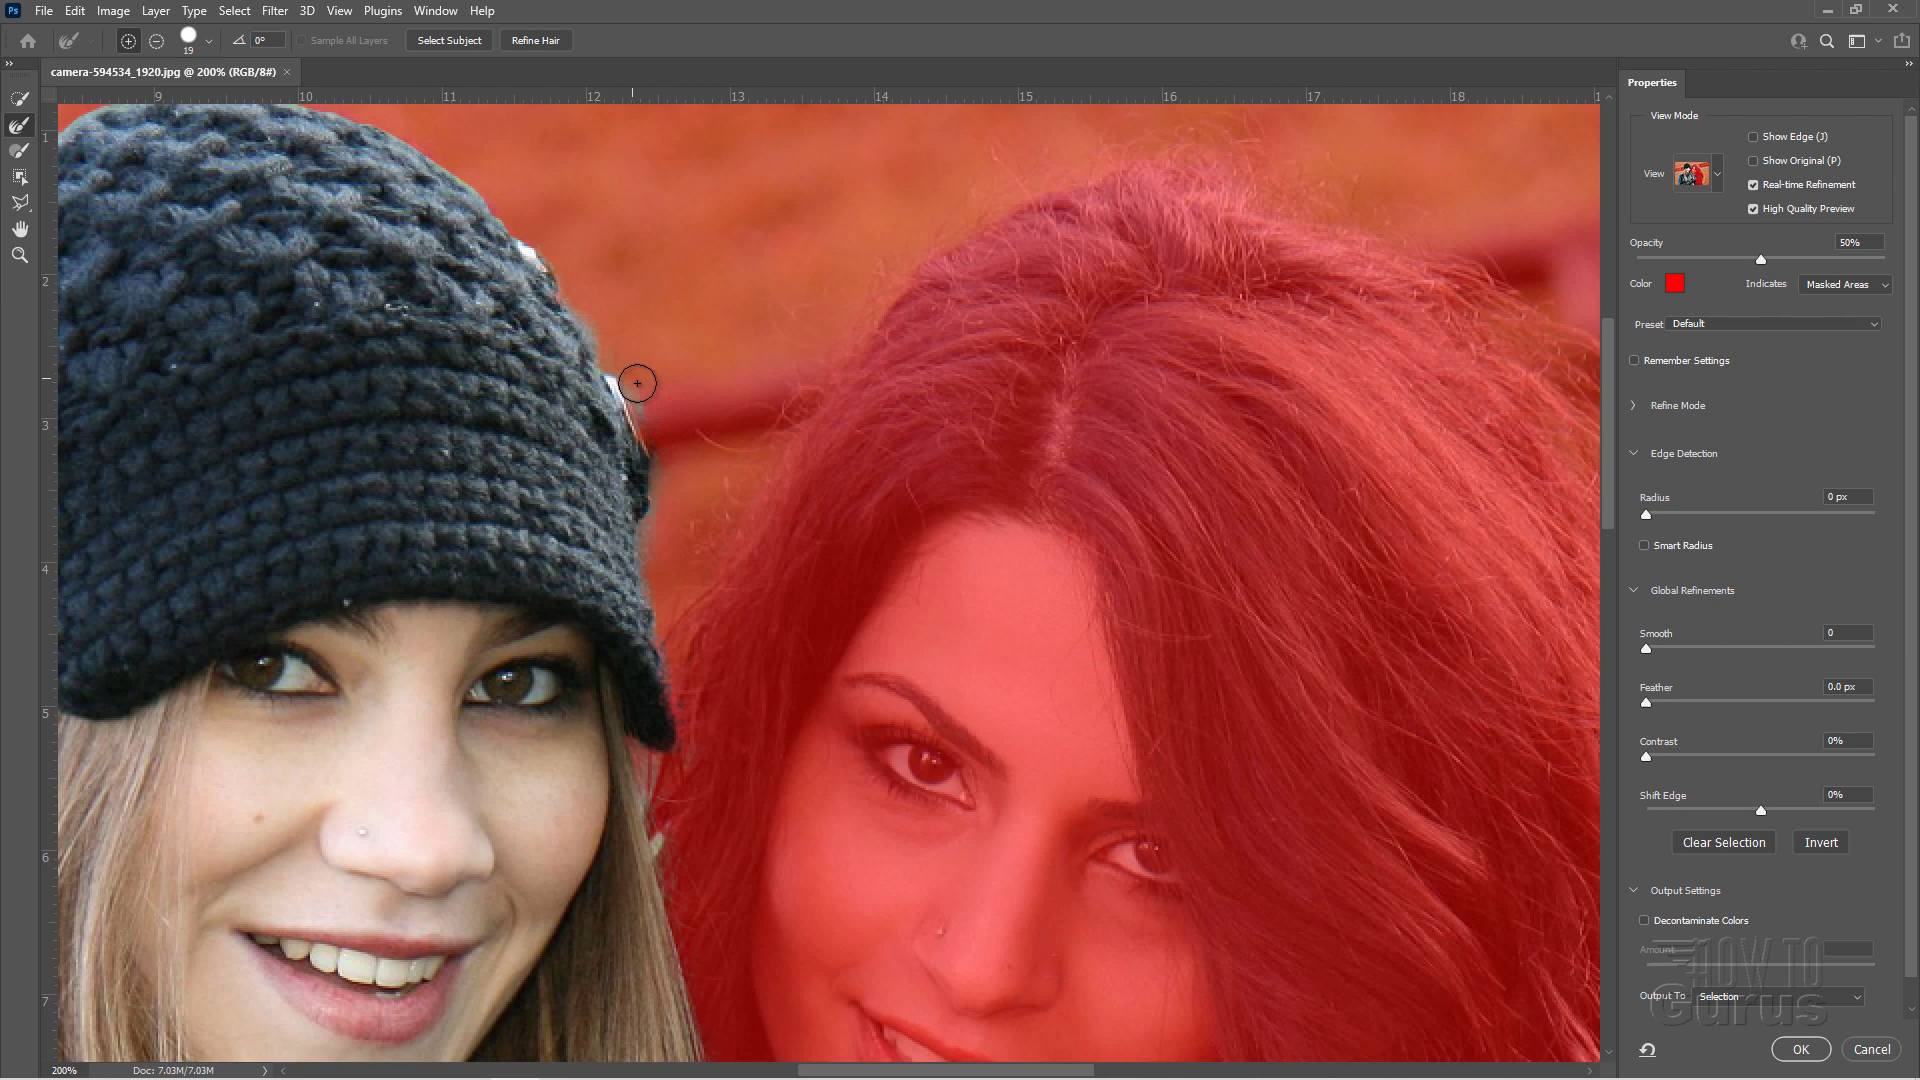 Ps File Edit Image Layer Type Select Filter 3D View Plugins Window Help
19 0° Sample All Layers Select Subject Refine Hair
camera-594534_1920.jpg @ 200% (RGB/8#) ×
9 10 11 12 13 14 15 16 17 18 1
1
2
3
4
5
6
7
Properties
View Mode
Show Edge (J)
Show Original (P)
View
Real-time Refinement
High Quality Preview
Opacity 50%
Color Indicates Masked Areas
Preset Default
Remember Settings
Refine Mode
Edge Detection
Radius 0 px
Smart Radius
Global Refinements
Smooth 0
Feather 0.0 px
Contrast 0%
Shift Edge 0%
Clear Selection Invert
Output Settings
Decontaminate Colors
Amount
HOW TO
Output To Selection
Gurus
OK Cancel
200% Doc: 7.03M/7.03M